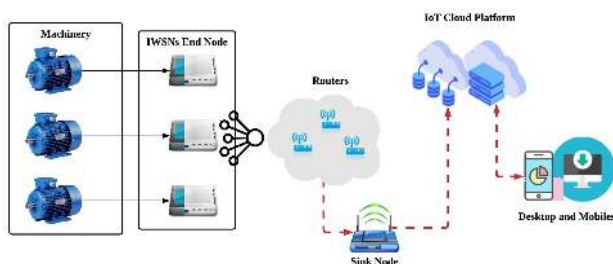 Machinery
IWSNs End Node
Routers
IoT Cloud Platform
Desktop and Mobiles
Sink Node